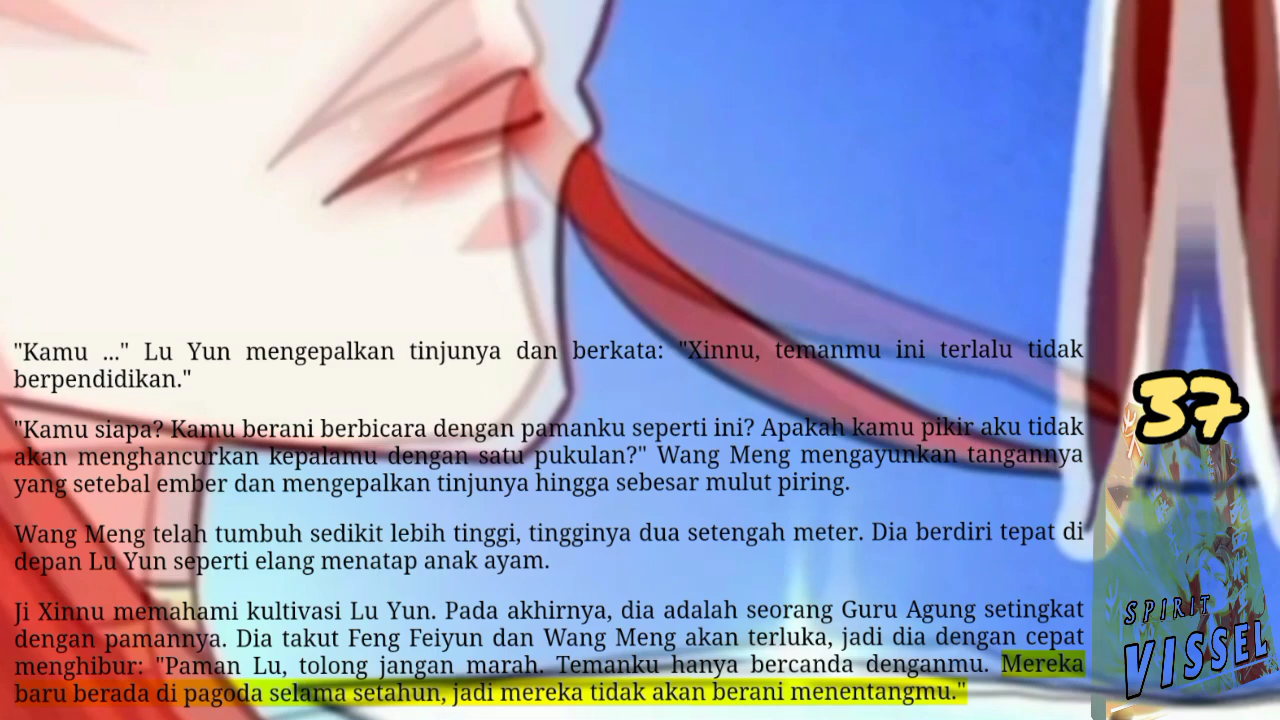 "Kamu ..." Lu Yun mengepalkan tinjunya dan berkata: "Xinnu, temanmu ini terlalu tidak
berpendidikan."
"Kamu siapa? Kamu berani berbicara dengan pamanku seperti ini? Apakah kamu pikir aku tidak
akan menghancurkan kepalamu dengan satu pukulan?" Wang Meng mengayunkan tangannya
yang setebal ember dan mengepalkan tinjunya hingga sebesar mulut piring.
Wang Meng telah tumbuh sedikit lebih tinggi, tingginya dua setengah meter. Dia berdiri tepat di
depan Lu Yun seperti elang menatap anak ayam.
Ji Xinnu memahami kultivasi Lu Yun. Pada akhirnya, dia adalah seorang Guru Agung setingkat
dengan pamannya. Dia takut Feng Feiyun dan Wang Meng akan terluka, jadi dia dengan cepat
menghibur: "Paman Lu, tolong jangan marah. Temanku hanya bercanda denganmu. Mereka
baru berada di pagoda selama setahun, jadi mereka tidak akan berani menentangmu."
37
SPIRIT
VISSEL